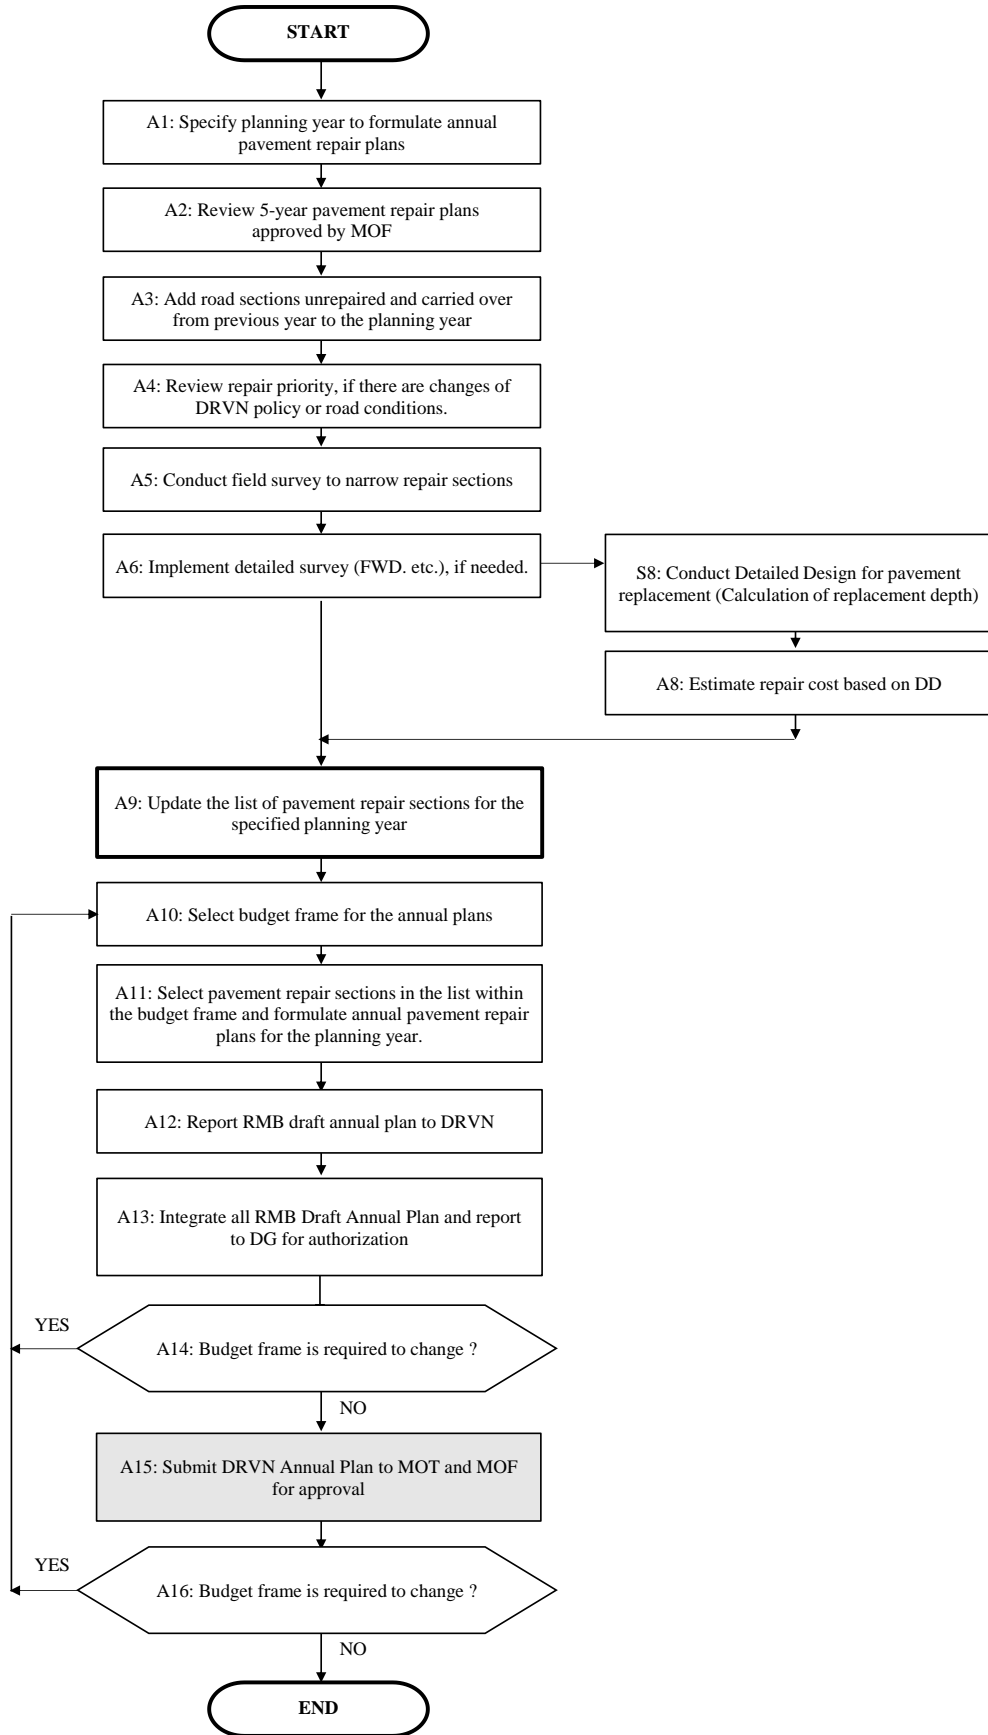 START
A1: Specify planning year to formulate annual
pavement repair plans
A2: Review 5-year pavement repair plans
approved by MOF
A3: Add road sections unrepaired and carried over
from previous year to the planning year
A4: Review repair priority, if there are changes of
DRVN policy or road conditions.
A5: Conduct field survey to narrow repair sections
A6: Implement detailed survey (FWD. etc.), if needed.
S8: Conduct Detailed Design for pavement
replacement (Calculation of replacement depth)
A8: Estimate repair cost based on DD
A9: Update the list of pavement repair sections for the
specified planning year
A10: Select budget frame for the annual plans
A11: Select pavement repair sections in the list within
the budget frame and formulate annual pavement repair
plans for the planning year.
A12: Report RMB draft annual plan to DRVN
A13: Integrate all RMB Draft Annual Plan and report
to DG for authorization
YES
A14: Budget frame is required to change ?
NO
A15: Submit DRVN Annual Plan to MOT and MOF
for approval
YES
A16: Budget frame is required to change ?
NO
END